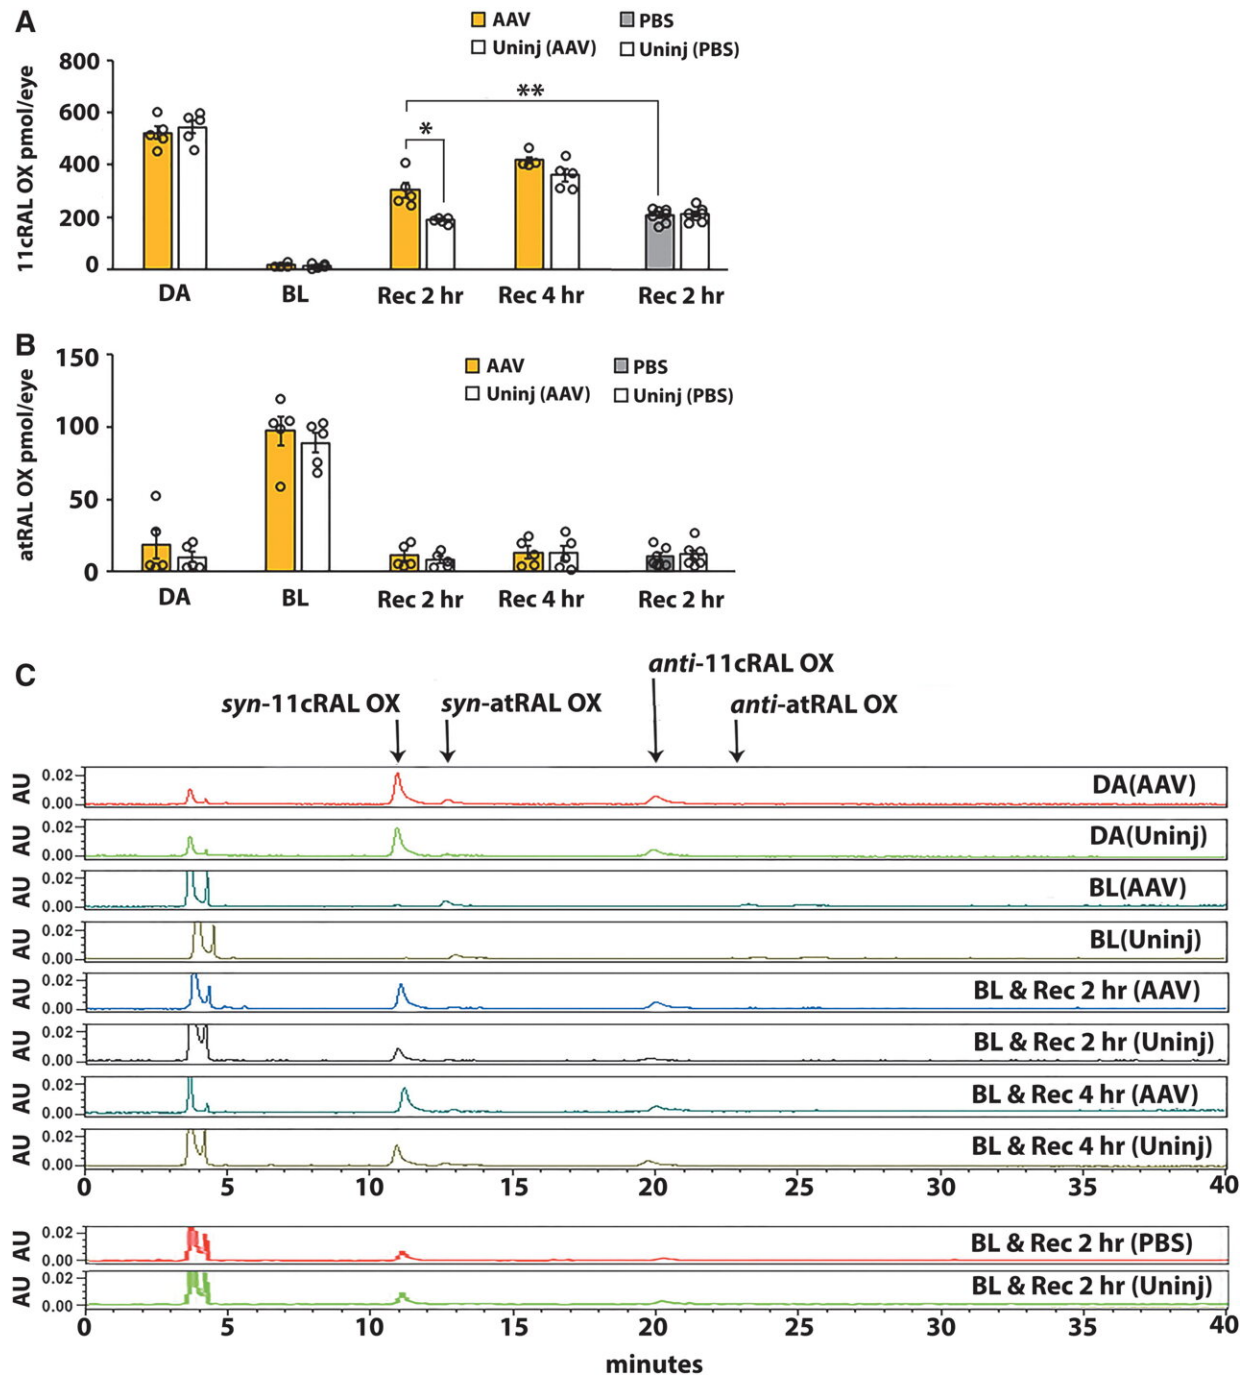 A
AAV
PBS
Uninj (AAV)
Uninj (PBS)
11cRAL OX pmol/eye
800
600
400
200
0
**
*
DA
BL
Rec 2 hr
Rec 4 hr
Rec 2 hr
B
AAV
PBS
Uninj (AAV)
Uninj (PBS)
atRAL OX pmol/eye
150
100
50
0
DA
BL
Rec 2 hr
Rec 4 hr
Rec 2 hr
C
anti-11cRAL OX
syn-11cRAL OX
syn-atRAL OX
anti-atRAL OX
AU
0.02
0.00
DA(AAV)
AU
0.02
0.00
DA(Uninj)
AU
0.02
0.00
BL(AAV)
AU
0.02
0.00
BL(Uninj)
AU
0.02
0.00
BL & Rec 2 hr (AAV)
AU
0.02
0.00
BL & Rec 2 hr (Uninj)
AU
0.02
0.00
BL & Rec 4 hr (AAV)
AU
0.02
0.00
BL & Rec 4 hr (Uninj)
0 5 10 15 20 25 30 35 40
AU
0.02
0.00
BL & Rec 2 hr (PBS)
AU
0.02
0.00
BL & Rec 2 hr (Uninj)
0 5 10 15 20 25 30 35 40
minutes